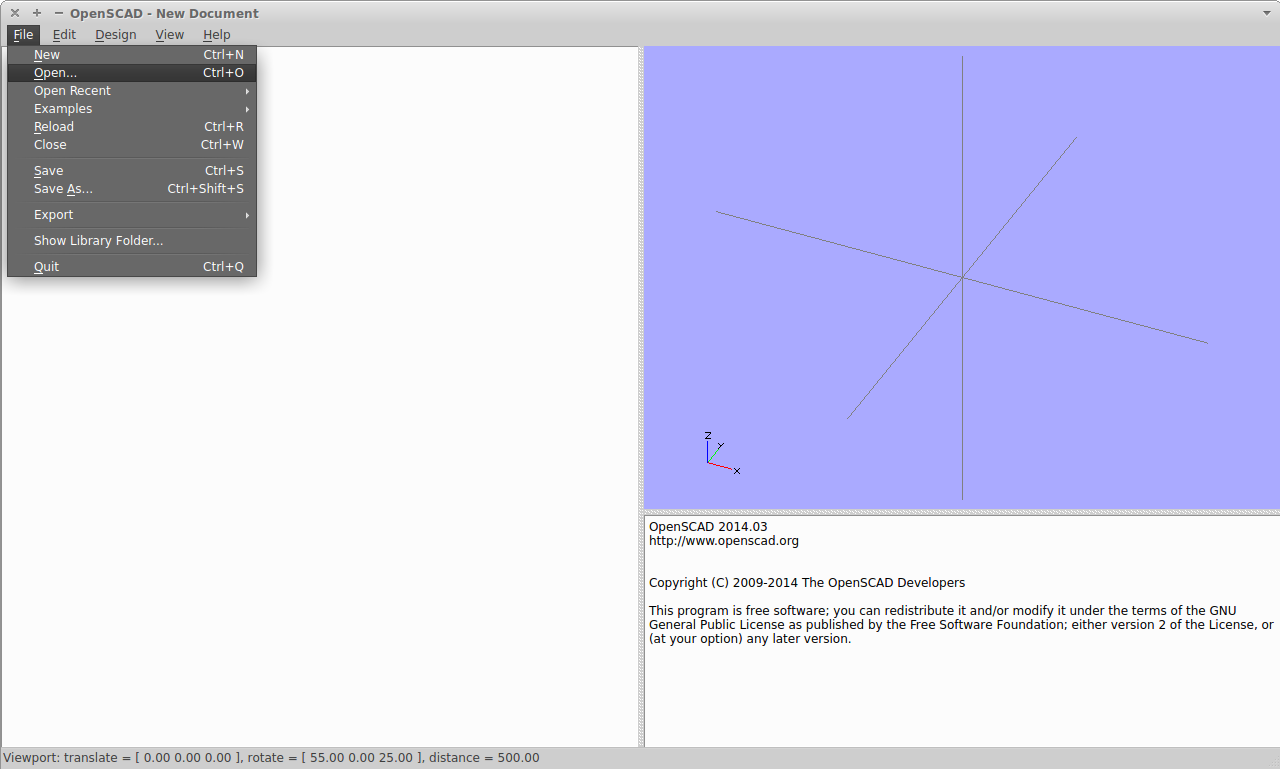 OpenSCAD - New Document
File Edit Design View Help
New Ctrl+N
Open... Ctrl+O
Open Recent
Examples
Reload Ctrl+R
Close Ctrl+W
Save Ctrl+S
Save As... Ctrl+Shift+S
Export
Show Library Folder...
Quit Ctrl+Q
Z
Y
X
OpenSCAD 2014.03
http://www.openscad.org
Copyright (C) 2009-2014 The OpenSCAD Developers
This program is free software; you can redistribute it and/or modify it under the terms of the GNU
General Public License as published by the Free Software Foundation; either version 2 of the License, or
(at your option) any later version.
Viewport: translate = [ 0.00 0.00 0.00 ], rotate = [ 55.00 0.00 25.00 ], distance = 500.00